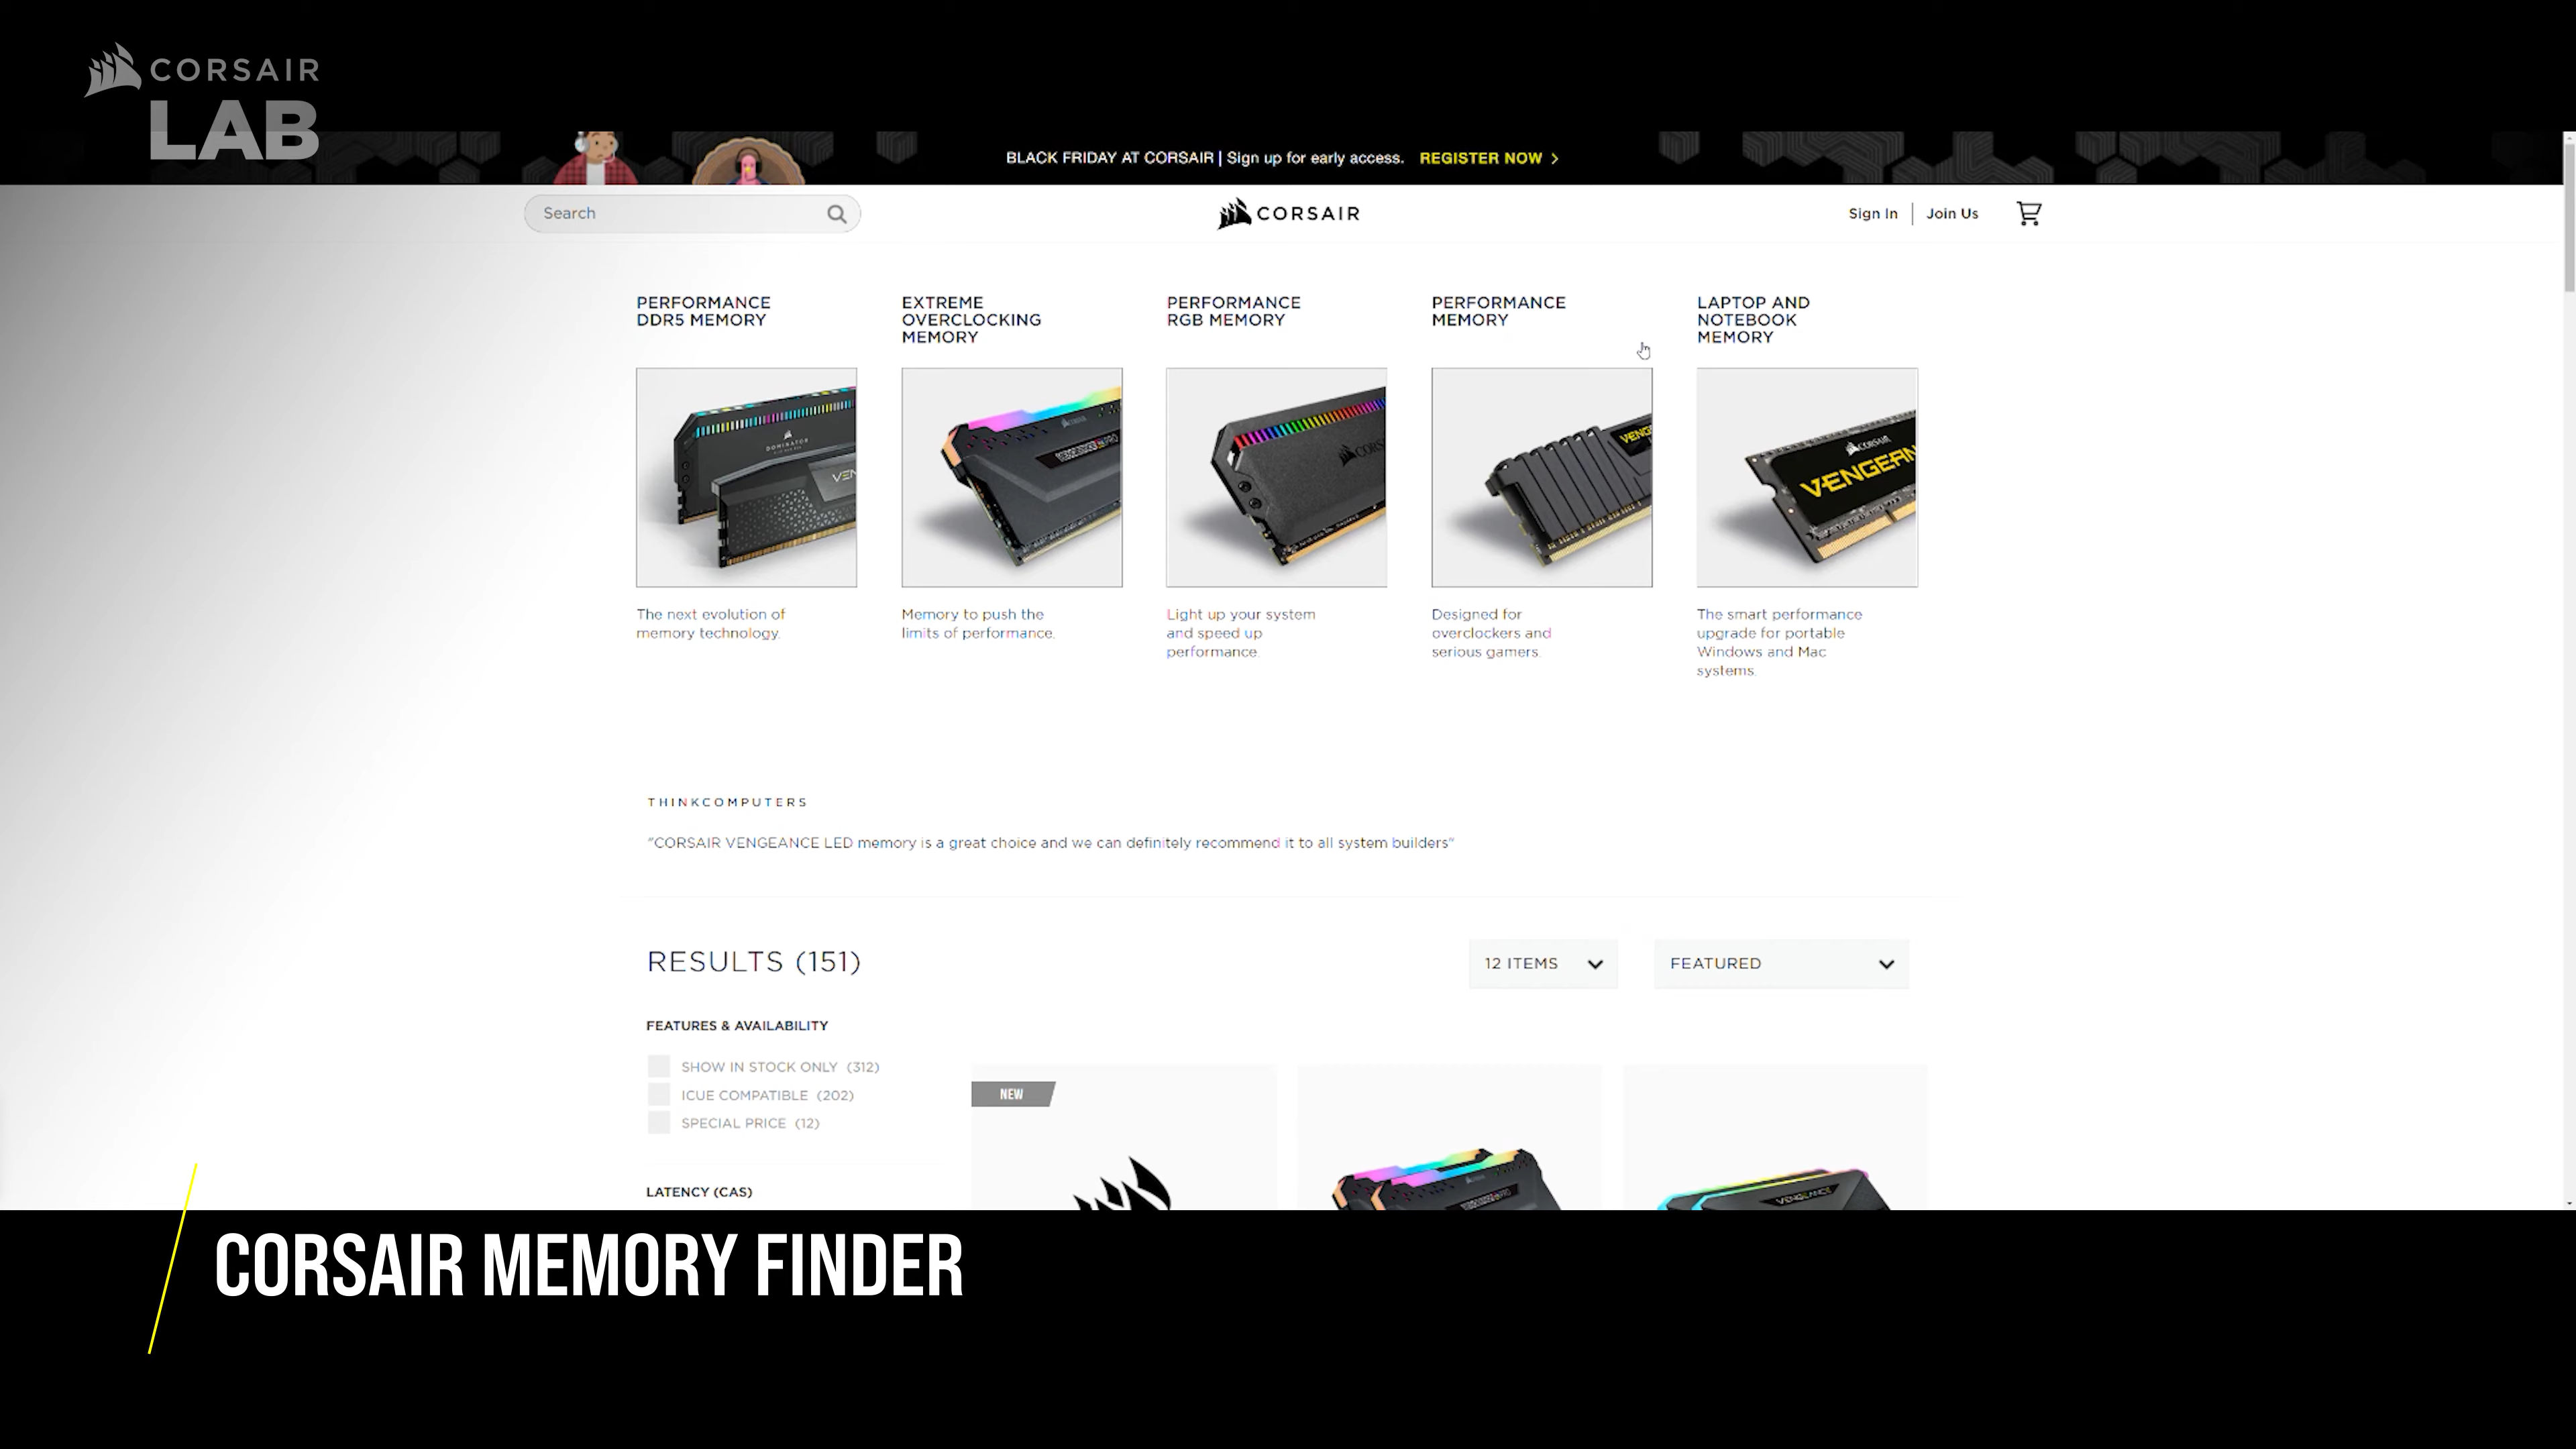 CORSAIR
LAB
BLACK FRIDAY AT CORSAIR | Sign up for early access. REGISTER NOW >
Search
CORSAIR
Sign In | Join Us
PERFORMANCE
DDR5 MEMORY
EXTREME
OVERCLOCKING
MEMORY
PERFORMANCE
RGB MEMORY
PERFORMANCE
MEMORY
LAPTOP AND
NOTEBOOK
MEMORY
DOMINATOR
VEN
CORS
VENG
CORSAIR
VENGEAN
The next evolution of
memory technology.
Memory to push the
limits of performance.
Light up your system
and speed up
performance.
Designed for
overclockers and
serious gamers.
The smart performance
upgrade for portable
Windows and Mac
systems.
THINKCOMPUTERS
"CORSAIR VENGEANCE LED memory is a great choice and we can definitely recommend it to all system builders"
RESULTS (151)
12 ITEMS
FEATURED
FEATURES & AVAILABILITY
SHOW IN STOCK ONLY (312)
ICUE COMPATIBLE (202)
SPECIAL PRICE (12)
LATENCY (CAS)
NEW
VENGEANCE
CORSAIR MEMORY FINDER